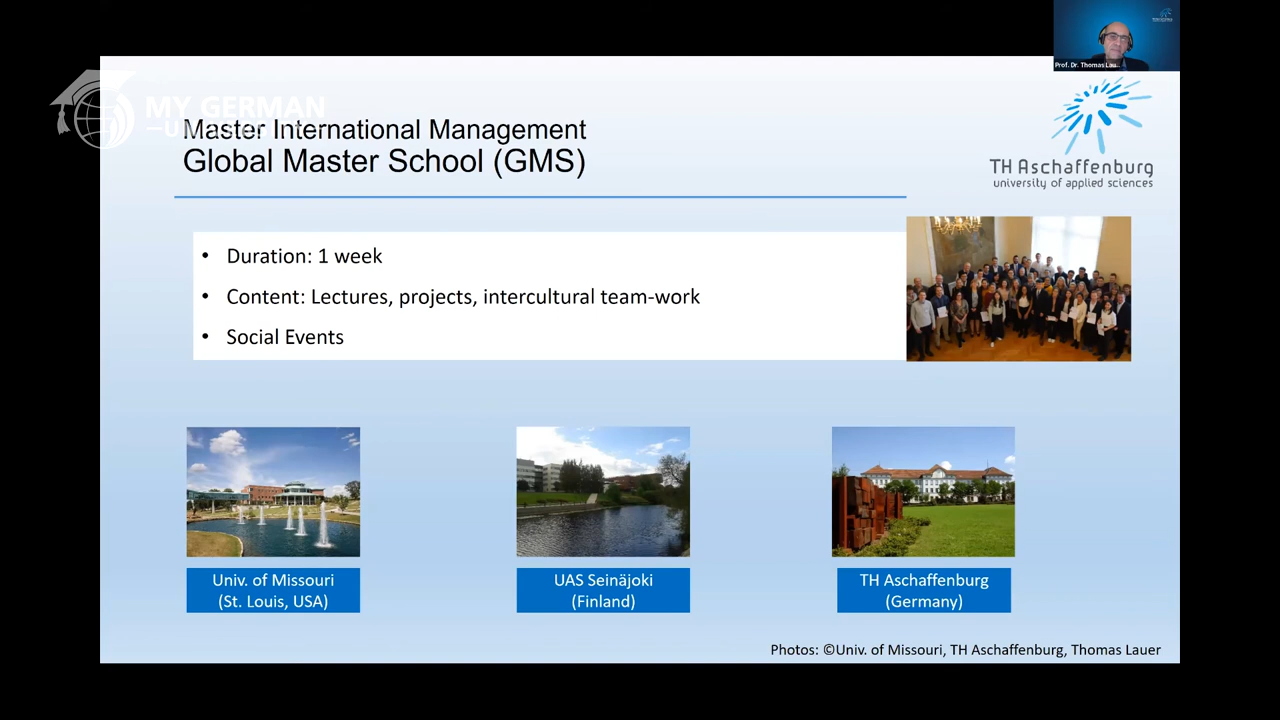 Prof. Dr. Thomas Lau...
MY GERMAN
Master International Management
Global Master School (GMS)
TH Aschaffenburg
university of applied sciences
• Duration: 1 week
• Content: Lectures, projects, intercultural team-work
• Social Events
Univ. of Missouri
(St. Louis, USA)
UAS Seinäjoki
(Finland)
TH Aschaffenburg
(Germany)
Photos: ©Univ. of Missouri, TH Aschaffenburg, Thomas Lauer